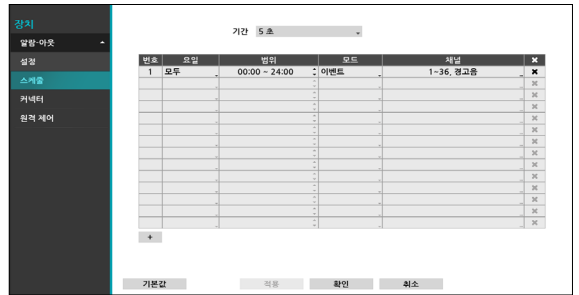 장치
기간 5 초
알람-아웃
설정
번호 요일 범위 모드 채널 ✖
1 모두 00:00 ~ 24:00 이벤트 1~36, 경고음 ✖
스케줄
커넥터
원격 제어
+
기본값 적용 확인 취소